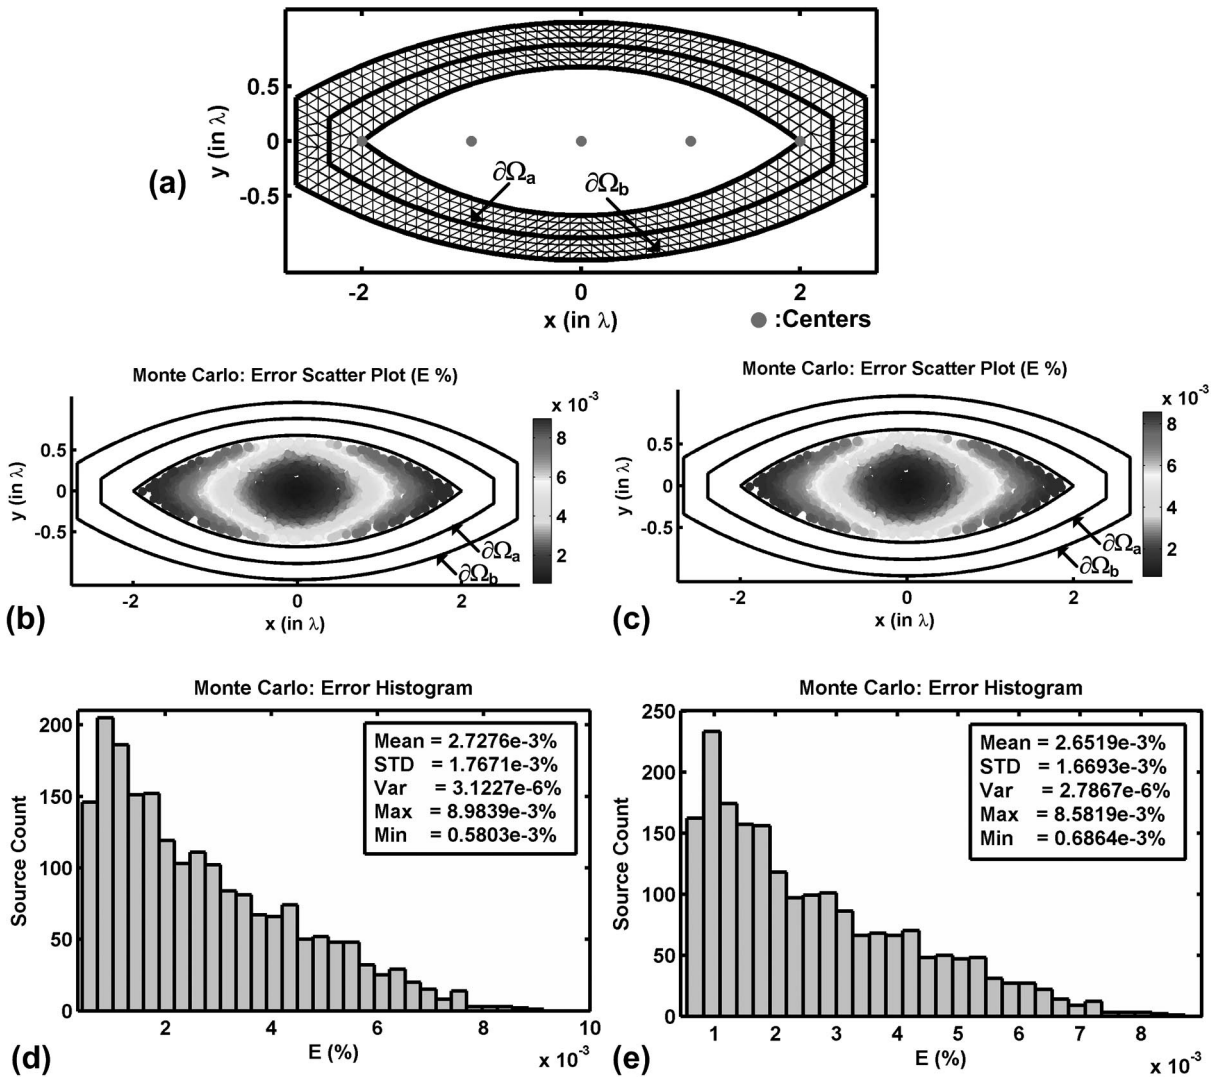 0.5
0
-0.5
y (in λ)
(a)
∂Ωa
∂Ωb
-2
0
2
x (in λ)
:Centers
Monte Carlo: Error Scatter Plot (E %)
x 10-3
8
6
4
2
0.5
0
-0.5
y (in λ)
∂Ωa
∂Ωb
-2
0
2
x (in λ)
(b)
Monte Carlo: Error Scatter Plot (E %)
x 10-3
8
6
4
2
0.5
0
-0.5
y (in λ)
∂Ωa
∂Ωb
-2
0
2
x (in λ)
(c)
Monte Carlo: Error Histogram
200
150
100
50
0
Source Count
Mean = 2.7276e-3%
STD = 1.7671e-3%
Var = 3.1227e-6%
Max = 8.9839e-3%
Min = 0.5803e-3%
2
4
6
8
10
E (%)
x 10-3
(d)
Monte Carlo: Error Histogram
250
200
150
100
50
0
Source Count
Mean = 2.6519e-3%
STD = 1.6693e-3%
Var = 2.7867e-6%
Max = 8.5819e-3%
Min = 0.6864e-3%
1
2
3
4
5
6
7
8
E (%)
x 10-3
(e)